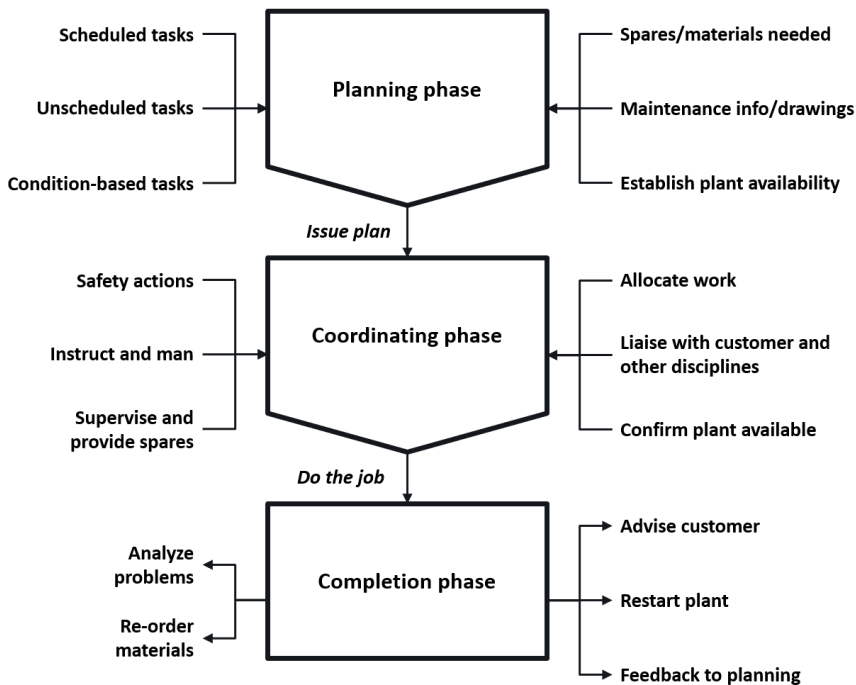 Scheduled tasks
Unscheduled tasks
Condition-based tasks
Planning phase
Spares/materials needed
Maintenance info/drawings
Establish plant availability
Issue plan
Safety actions
Instruct and man
Supervise and
provide spares
Coordinating phase
Allocate work
Liaise with customer and
other disciplines
Confirm plant available
Do the job
Analyze
problems
Re-order
materials
Completion phase
Advise customer
Restart plant
Feedback to planning